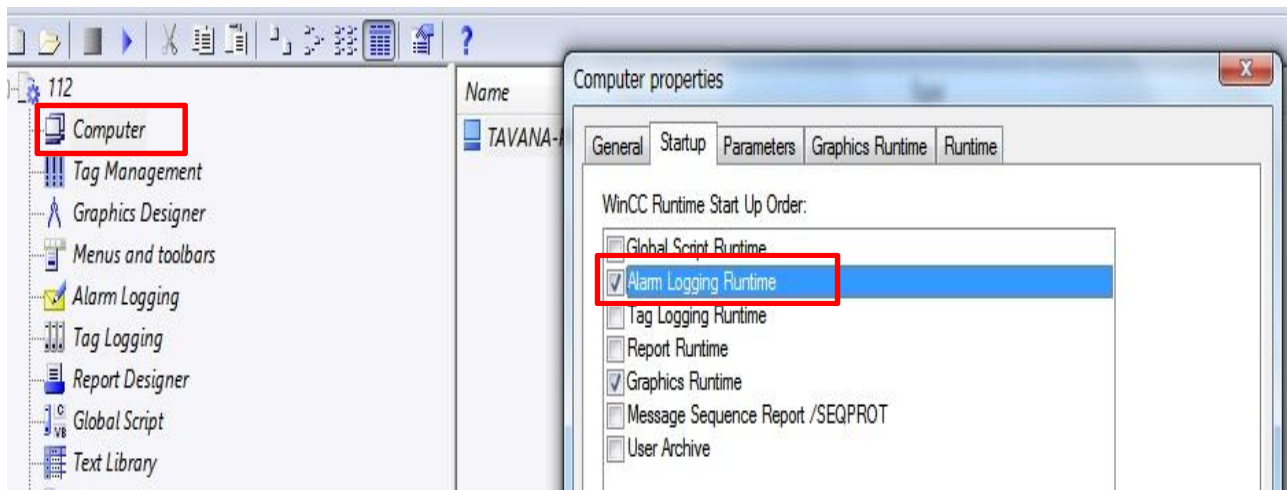 112
Computer
Tag Management
Graphics Designer
Menus and toolbars
Alarm Logging
Tag Logging
Report Designer
Global Script
Text Library
Name
TAVANA-
Computer properties
General Startup Parameters Graphics Runtime Runtime
WinCC Runtime Start Up Order:
Global Script Runtime
Alarm Logging Runtime
Tag Logging Runtime
Report Runtime
Graphics Runtime
Message Sequence Report /SEQPROT
User Archive